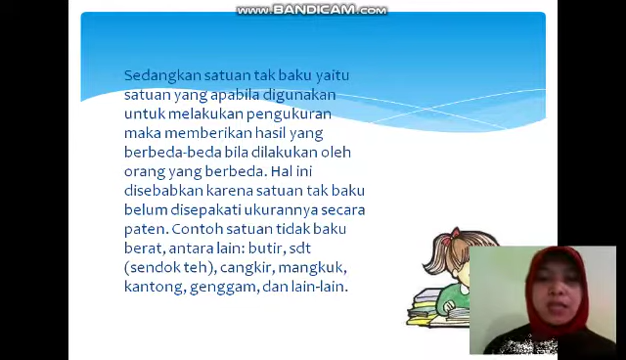 www.BANDICAM.com
Sedangkan satuan tak baku yaitu
satuan yang apabila digunakan
untuk melakukan pengukuran
maka memberikan hasil yang
berbeda-beda bila dilakukan oleh
orang yang berbeda. Hal ini
disebabkan karena satuan tak baku
belum disepakati ukurannya secara
paten. Contoh satuan tidak baku
berat, antara lain: butir, sdt
(sendok teh), cangkir, mangkuk,
kantong, genggam, dan lain-lain.